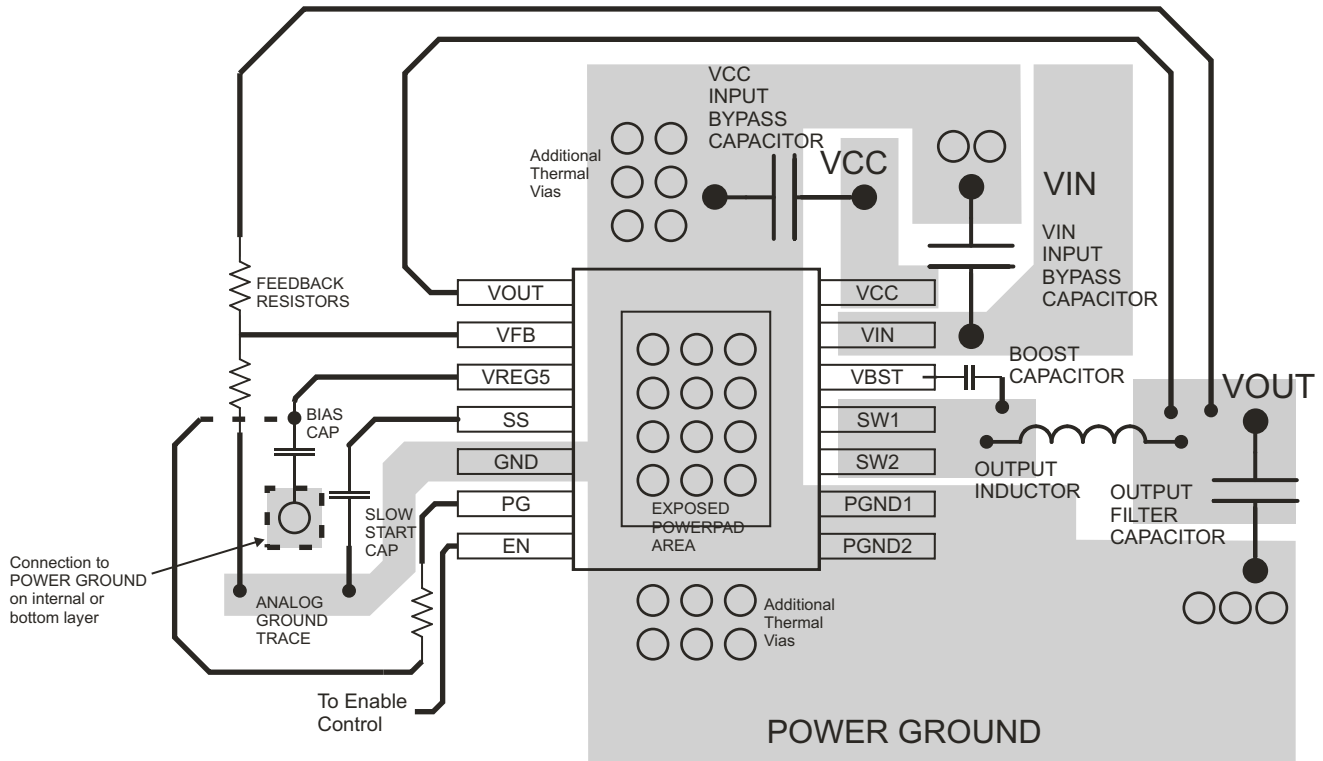 VCC
INPUT
BYPASS
CAPACITOR
Additional
Thermal
Vias
VCC
VIN
VIN
INPUT
BYPASS
CAPACITOR
FEEDBACK
RESISTORS
VOUT
VFB
VREG5
SS
GND
PG
EN
VCC
VIN
VBST
SW1
SW2
PGND1
PGND2
BOOST
CAPACITOR
VOUT
BIAS
CAP
SLOW
START
CAP
EXPOSED
POWERPAD
AREA
OUTPUT
INDUCTOR
OUTPUT
FILTER
CAPACITOR
Connection to
POWER GROUND
on internal or
bottom layer
ANALOG
GROUND
TRACE
Additional
Thermal
Vias
To Enable
Control
POWER GROUND